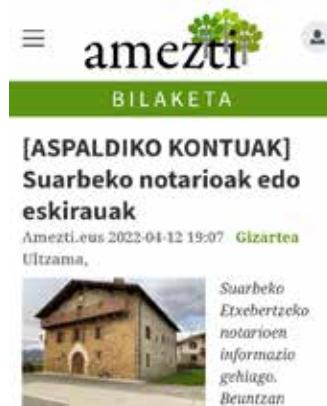 amezti
BILAKETA
[ASPALDIKO KONTUAK]
Suarbeko notarioak edo
eskirauak
Amezti.eus 2022-04-12 19:07 Gizartea
Ultzama,
Suarbeko
Etxebertzeko
notarioen
informazio
gehiago.
Beuntzan